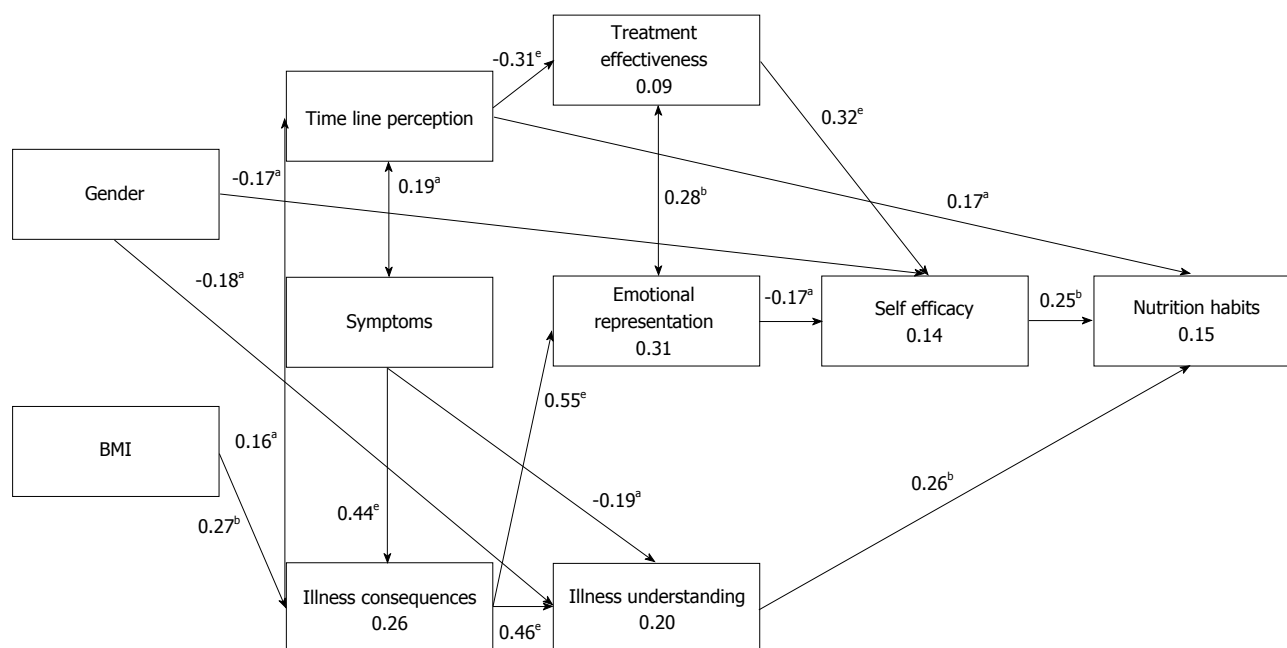 Treatment
effectiveness
0.09
-0.31ᵉ
Time line perception
0.32ᵉ
Gender
-0.17ᵃ
0.19ᵃ
0.28ᵇ
0.17ᵃ
-0.18ᵃ
Symptoms
Emotional
representation
0.31
-0.17ᵃ
Self efficacy
0.14
0.25ᵇ
Nutrition habits
0.15
BMI
0.16ᵃ
0.55ᵉ
0.27ᵇ
0.44ᵉ
-0.19ᵃ
0.26ᵇ
Illness consequences
0.26
0.46ᵉ
Illness understanding
0.20